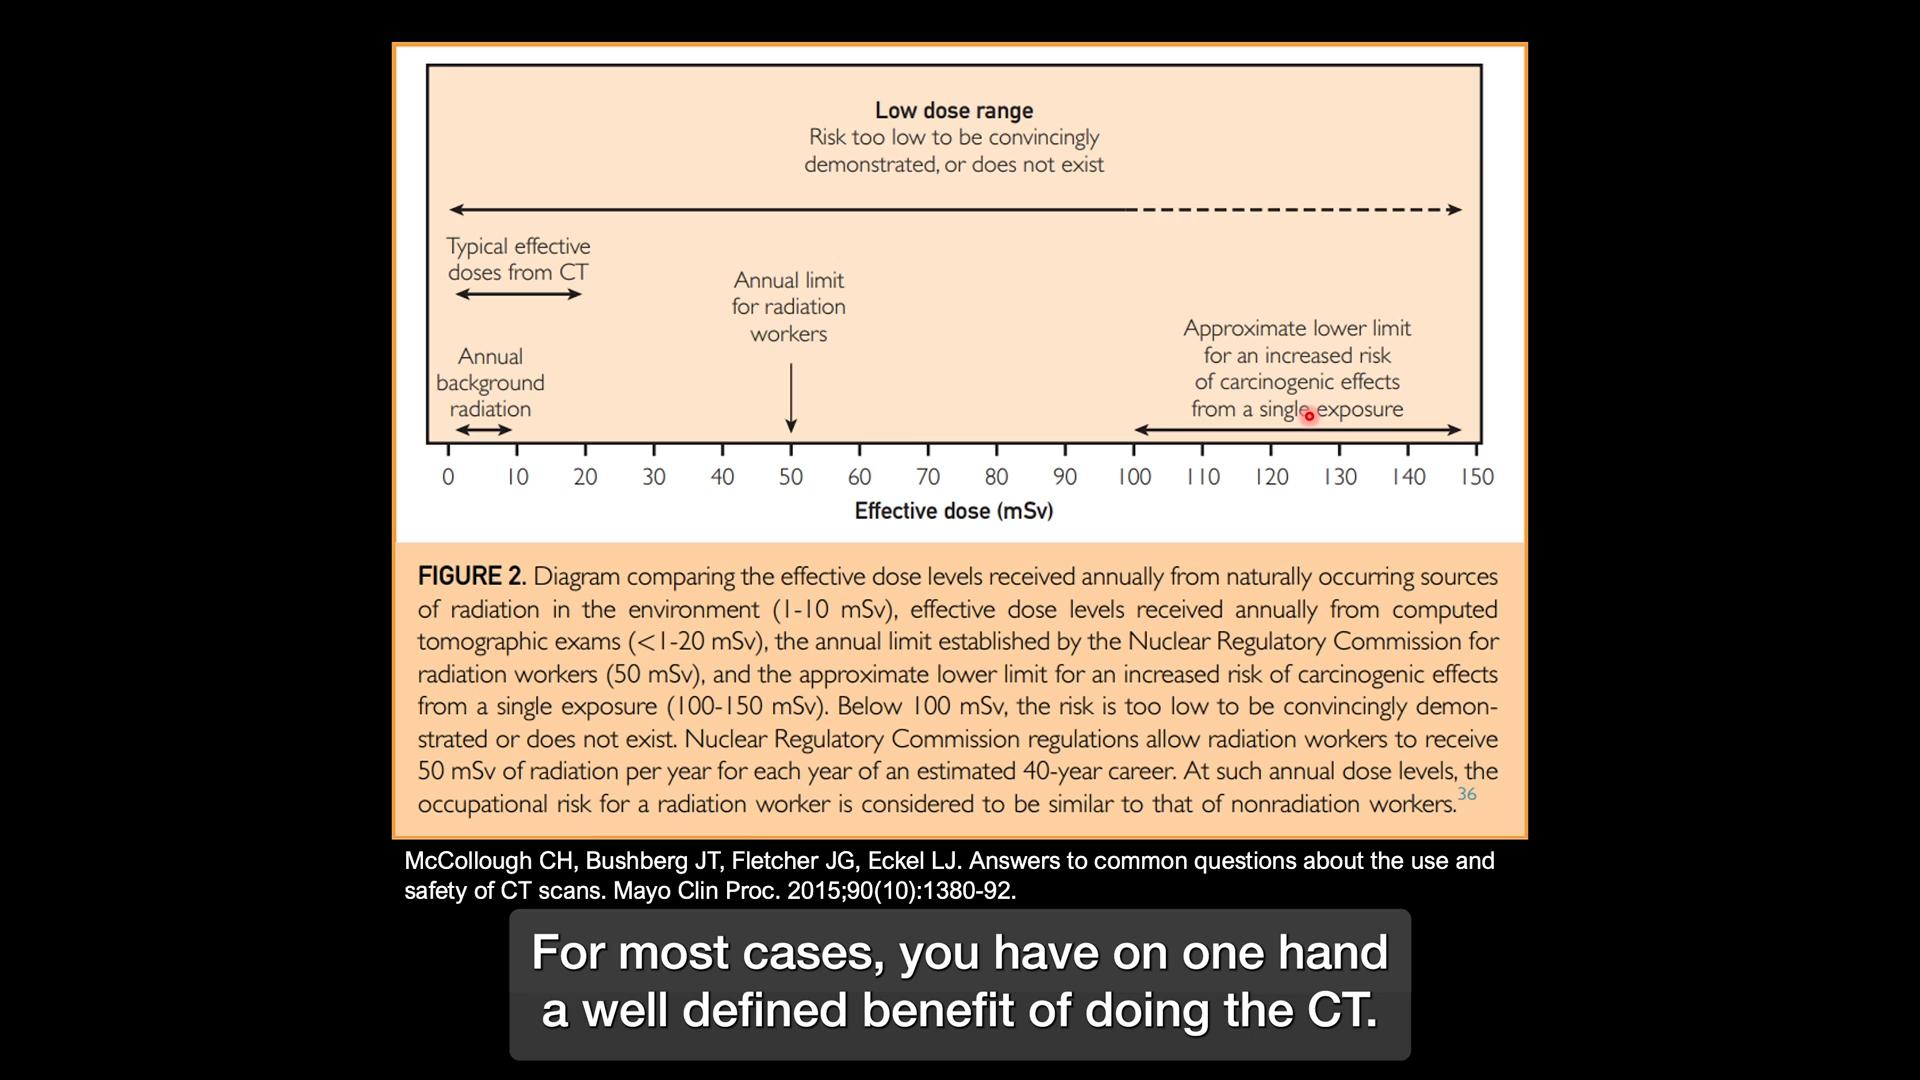 Low dose range
Risk too low to be convincingly
demonstrated, or does not exist
Typical effective
doses from CT
Annual limit
for radiation
workers
Approximate lower limit
for an increased risk
of carcinogenic effects
from a single exposure
Annual
background
radiation
0 10 20 30 40 50 60 70 80 90 100 110 120 130 140 150
Effective dose (mSv)
FIGURE 2. Diagram comparing the effective dose levels received annually from naturally occurring sources
of radiation in the environment (1-10 mSv), effective dose levels received annually from computed
tomographic exams (<1-20 mSv), the annual limit established by the Nuclear Regulatory Commission for
radiation workers (50 mSv), and the approximate lower limit for an increased risk of carcinogenic effects
from a single exposure (100-150 mSv). Below 100 mSv, the risk is too low to be convincingly demon-
strated or does not exist. Nuclear Regulatory Commission regulations allow radiation workers to receive
50 mSv of radiation per year for each year of an estimated 40-year career. At such annual dose levels, the
occupational risk for a radiation worker is considered to be similar to that of nonradiation workers.36
McCollough CH, Bushberg JT, Fletcher JG, Eckel LJ. Answers to common questions about the use and
safety of CT scans. Mayo Clin Proc. 2015;90(10):1380-92.
For most cases, you have on one hand
a well defined benefit of doing the CT.